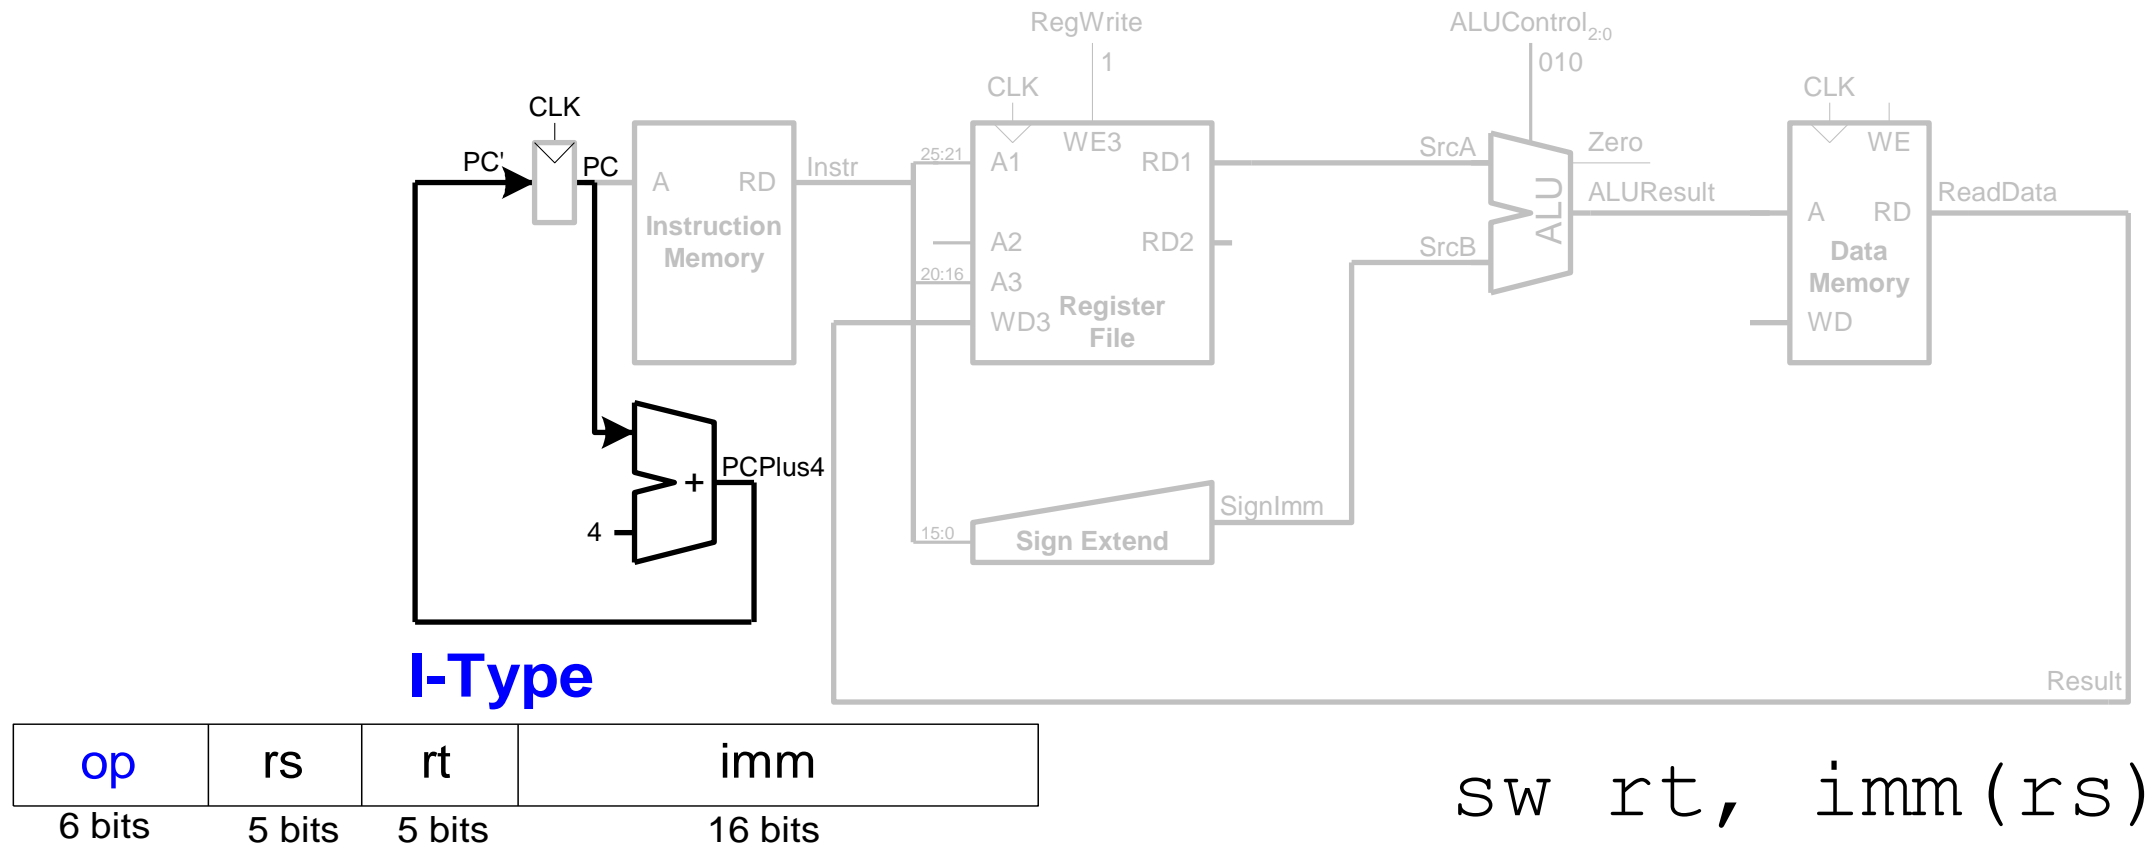 RegWrite
ALUControl2:0
1
010
CLK
CLK
CLK
PC'
PC
A
RD
Instruction
Memory
Instr
25:21
A1
WE3
RD1
A2
RD2
20:16
A3
WD3
Register
File
SrcA
SrcB
ALU
Zero
ALUResult
WE
A
RD
Data
Memory
WD
ReadData
+
PCPlus4
4
15:0
Sign Extend
SignImm
Result
I-Type
op rs rt imm
6 bits 5 bits 5 bits 16 bits
sw rt, imm(rs)